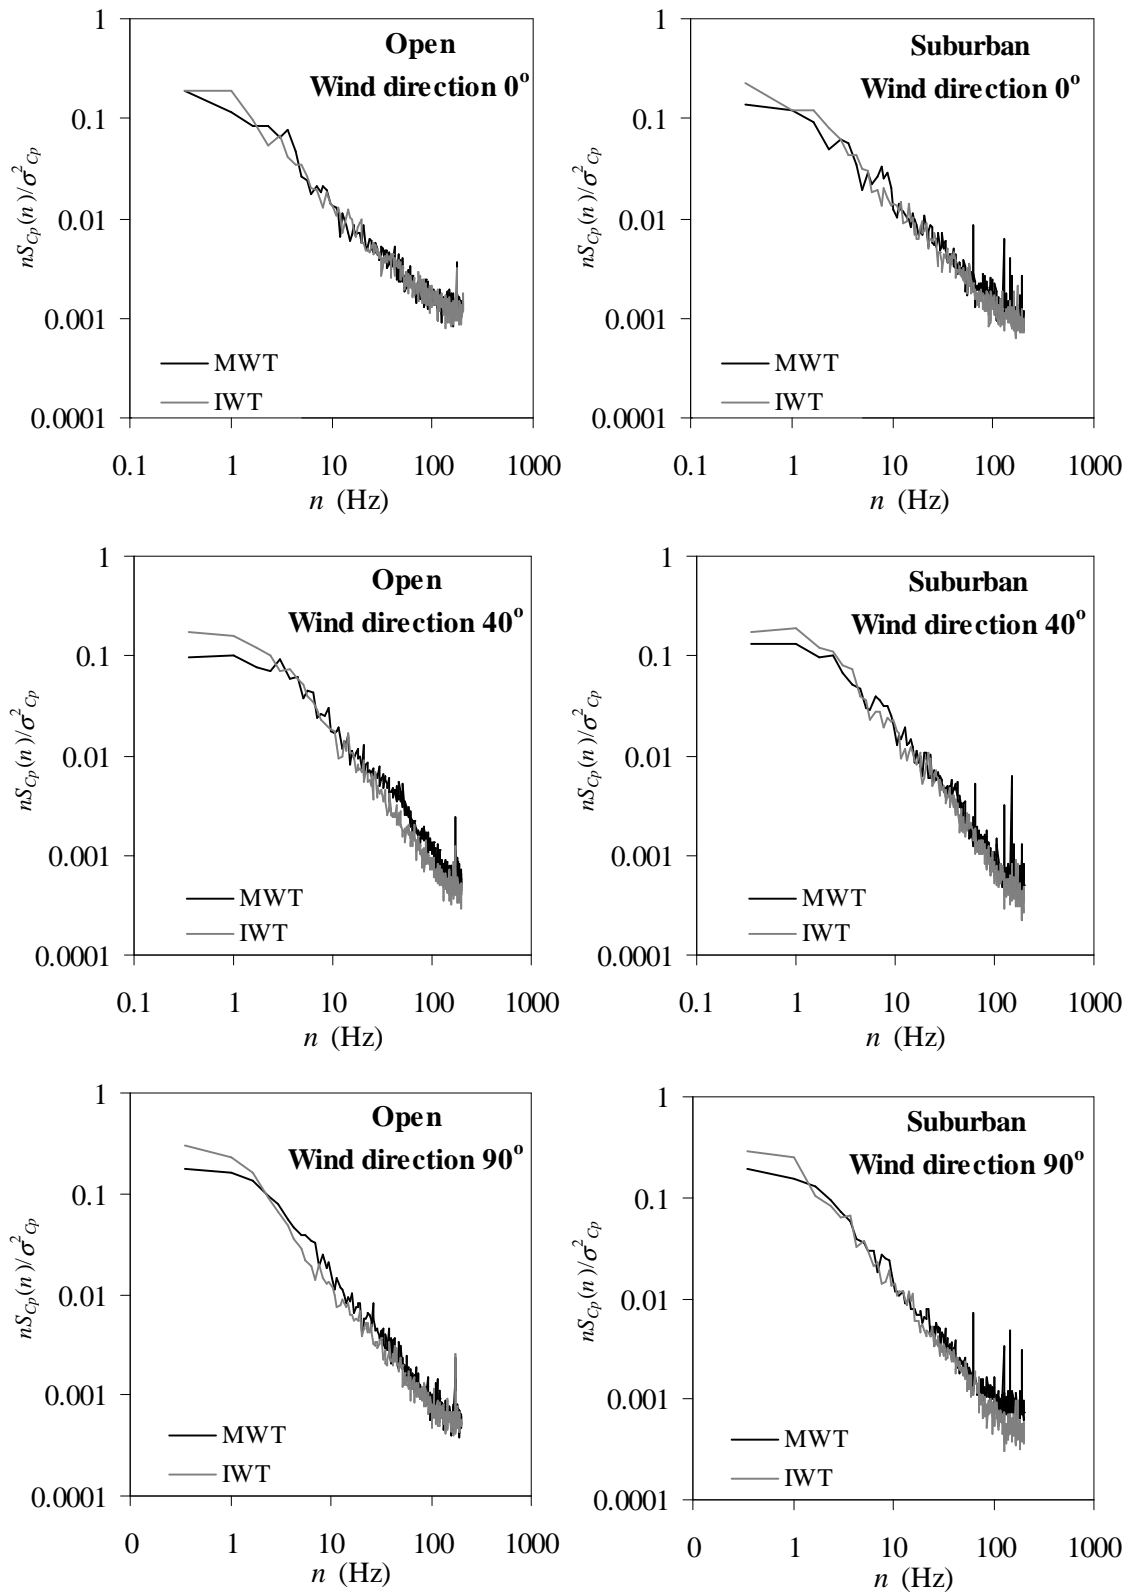 Open
Wind direction 0°
nS_Cp(n)/σ²_Cp
1
0.1
0.01
0.001
0.0001
MWT
IWT
0.1 1 10 100 1000
n (Hz)
Suburban
Wind direction 0°
nS_Cp(n)/σ²_Cp
1
0.1
0.01
0.001
0.0001
MWT
IWT
0.1 1 10 100 1000
n (Hz)
Open
Wind direction 40°
nS_Cp(n)/σ²_Cp
1
0.1
0.01
0.001
0.0001
MWT
IWT
0.1 1 10 100 1000
n (Hz)
Suburban
Wind direction 40°
nS_Cp(n)/σ²_Cp
1
0.1
0.01
0.001
0.0001
MWT
IWT
0.1 1 10 100 1000
n (Hz)
Open
Wind direction 90°
nS_Cp(n)/σ²_Cp
1
0.1
0.01
0.001
0.0001
MWT
IWT
0 1 10 100 1000
n (Hz)
Suburban
Wind direction 90°
nS_Cp(n)/σ²_Cp
1
0.1
0.01
0.001
0.0001
MWT
IWT
0 1 10 100 1000
n (Hz)